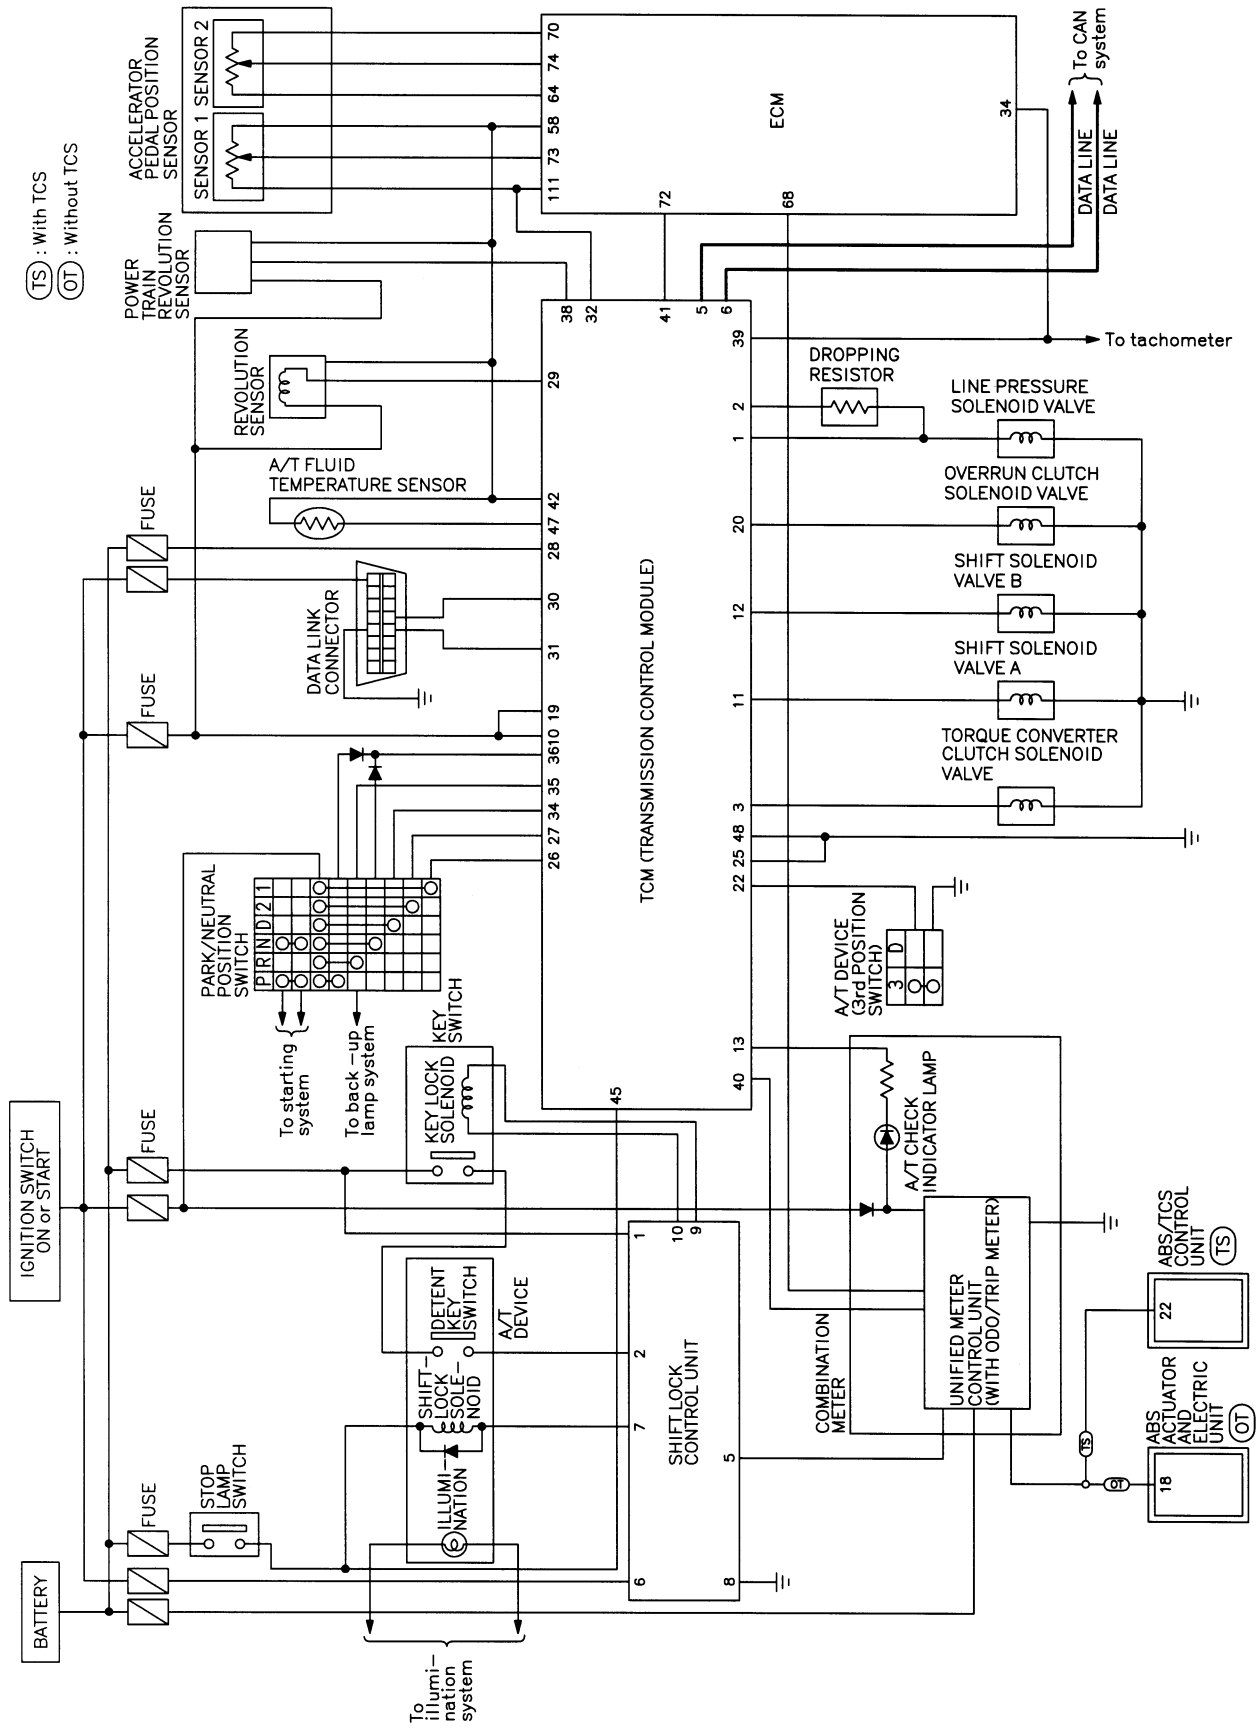 TS : With TCS
OT : Without TCS
ACCELERATOR
PEDAL POSITION
SENSOR
SENSOR 1
SENSOR 2
POWER
TRAIN
REVOLUTION
SENSOR
REVOLUTION
SENSOR
A/T FLUID
TEMPERATURE SENSOR
FUSE
DATA LINK
CONNECTOR
FUSE
PARK/NEUTRAL
POSITION
SWITCH
P R N D 2 1
To starting
system
To back-up
lamp system
IGNITION SWITCH
ON or START
FUSE
KEY
SWITCH
KEY LOCK
SOLENOID
BATTERY
FUSE
STOP
LAMP
SWITCH
A/T
DEVICE
DETENT
KEY
SWITCH
SHIFT-
LOCK
SOLE-
NOID
ILLUMI-
NATION
To
illumi-
nation
system
SHIFT LOCK
CONTROL UNIT
1
10
9
2
7
5
6
8
ECM
70
74
64
58
73
111
72
68
34
TCM (TRANSMISSION CONTROL MODULE)
38
32
41
5
6
29
42
47
28
30
31
19
10
36
35
34
27
26
45
39
2
1
20
12
11
3
48
25
22
13
40
DATA LINE
DATA LINE
To CAN
system
To tachometer
DROPPING
RESISTOR
LINE PRESSURE
SOLENOID VALVE
OVERRUN CLUTCH
SOLENOID VALVE
SHIFT SOLENOID
VALVE B
SHIFT SOLENOID
VALVE A
TORQUE CONVERTER
CLUTCH SOLENOID
VALVE
A/T DEVICE
(3rd POSITION
SWITCH)
3 D
A/T CHECK
INDICATOR LAMP
COMBINATION
METER
UNIFIED METER
CONTROL UNIT
(WITH ODO/TRIP METER)
ABS/TCS
CONTROL
UNIT
TS
22
TS
OT
ABS
ACTUATOR
AND
ELECTRIC
UNIT
OT
18